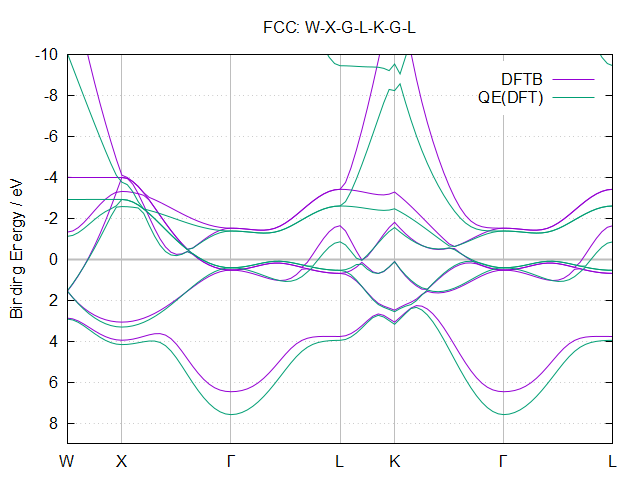 FCC: W-X-G-L-K-G-L
DFTB
QE(DFT)
Binding Energy / eV
-10
-8
-6
-4
-2
0
2
4
6
8
W X Γ L K Γ L